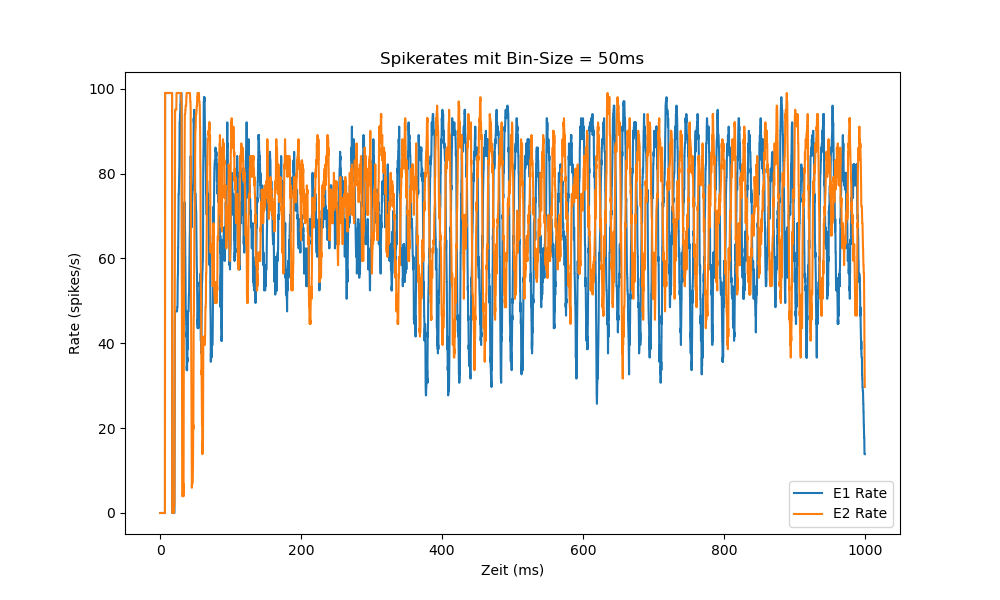 Spikerates mit Bin-Size = 50ms
Rate (spikes/s)
100
80
60
40
20
0
0 200 400 600 800 1000
Zeit (ms)
E1 Rate
E2 Rate